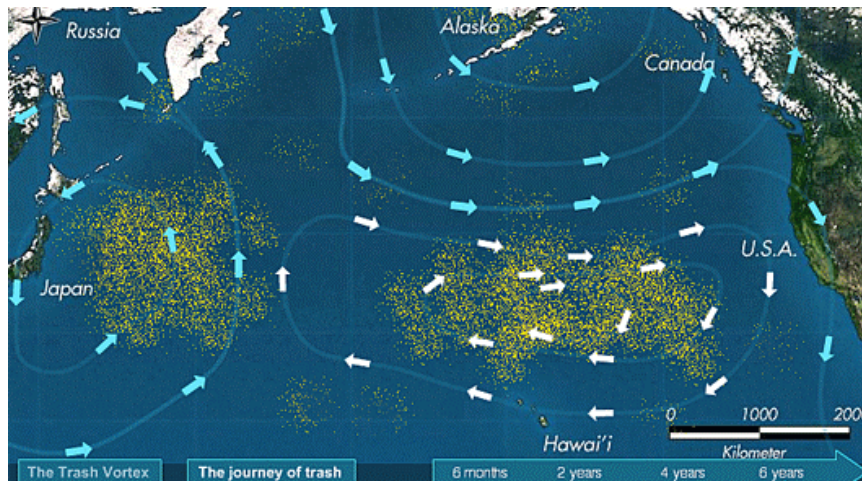 Russia
Alaska
Canada
U.S.A.
Japan
0 1000 200
Kilometer
Hawai'i
The Trash Vortex
The journey of trash
6 months 2 years 4 years 6 years